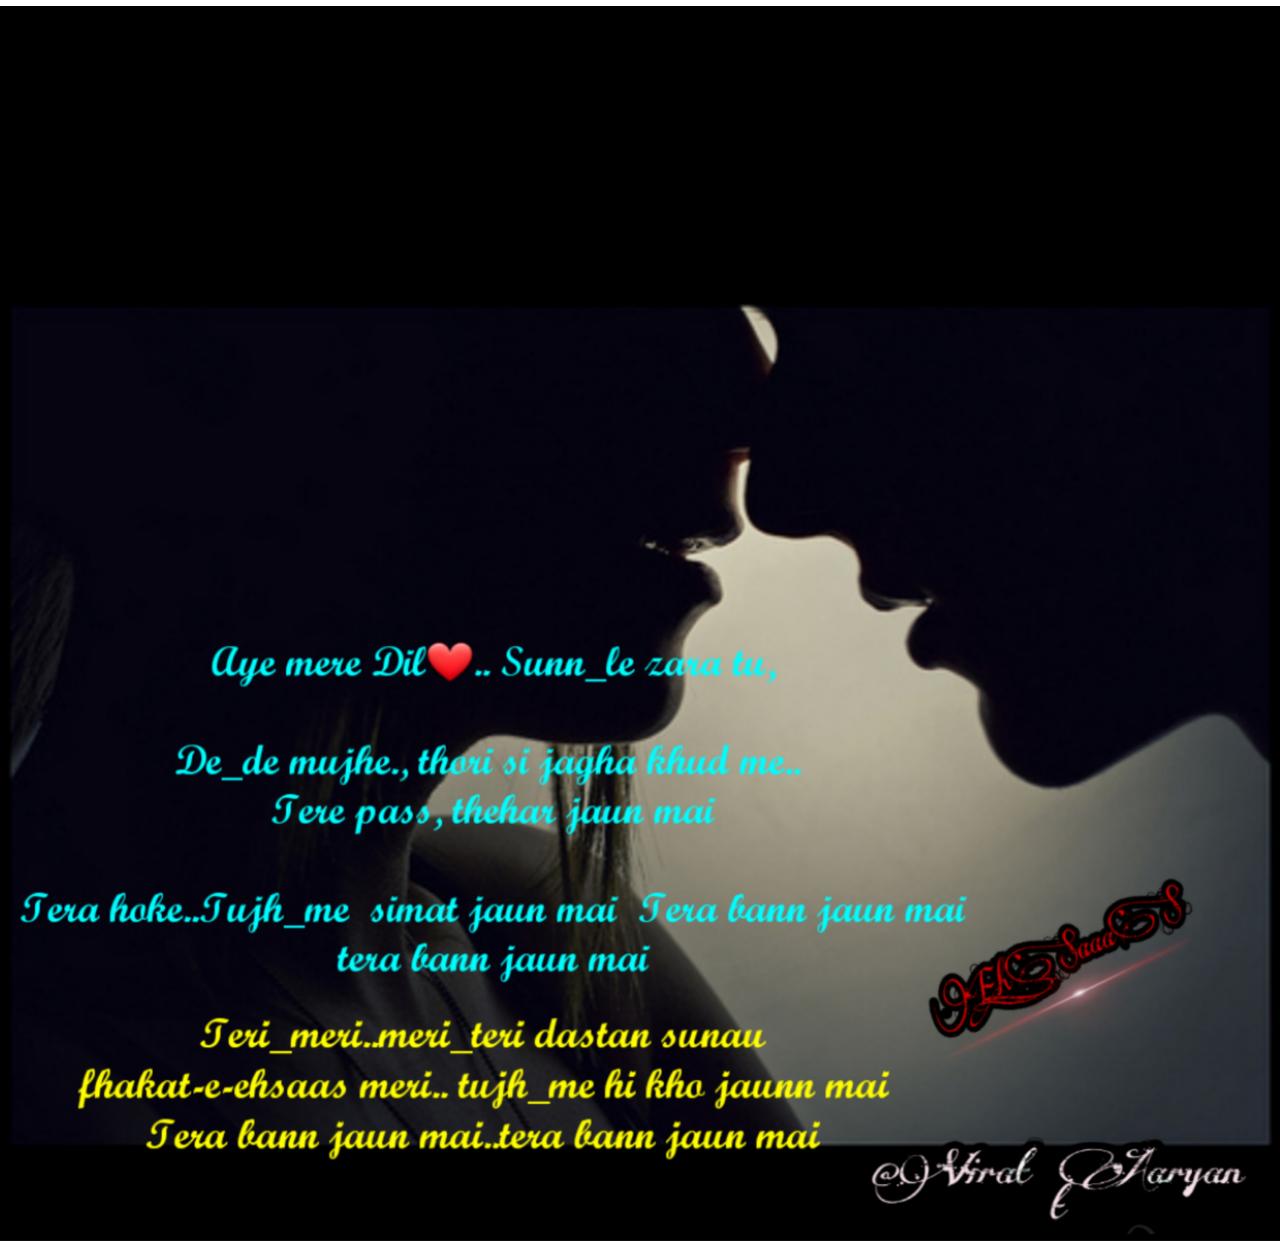 Aye mere Dil❤️.. Sunn_le zara tu,
De_de mujhe., thori si jagha khud me..
Tere pass, thehar jaun mai
Tera hoke..Tujh_me simat jaun mai Tera bann jaun mai
tera bann jaun mai
Teri_meri..meri_teri dastan sunau
fhakat-e-ehsaas meri.. tujh_me hi kho jaunn mai
Tera bann jaun mai..tera bann jaun mai
Aaryan